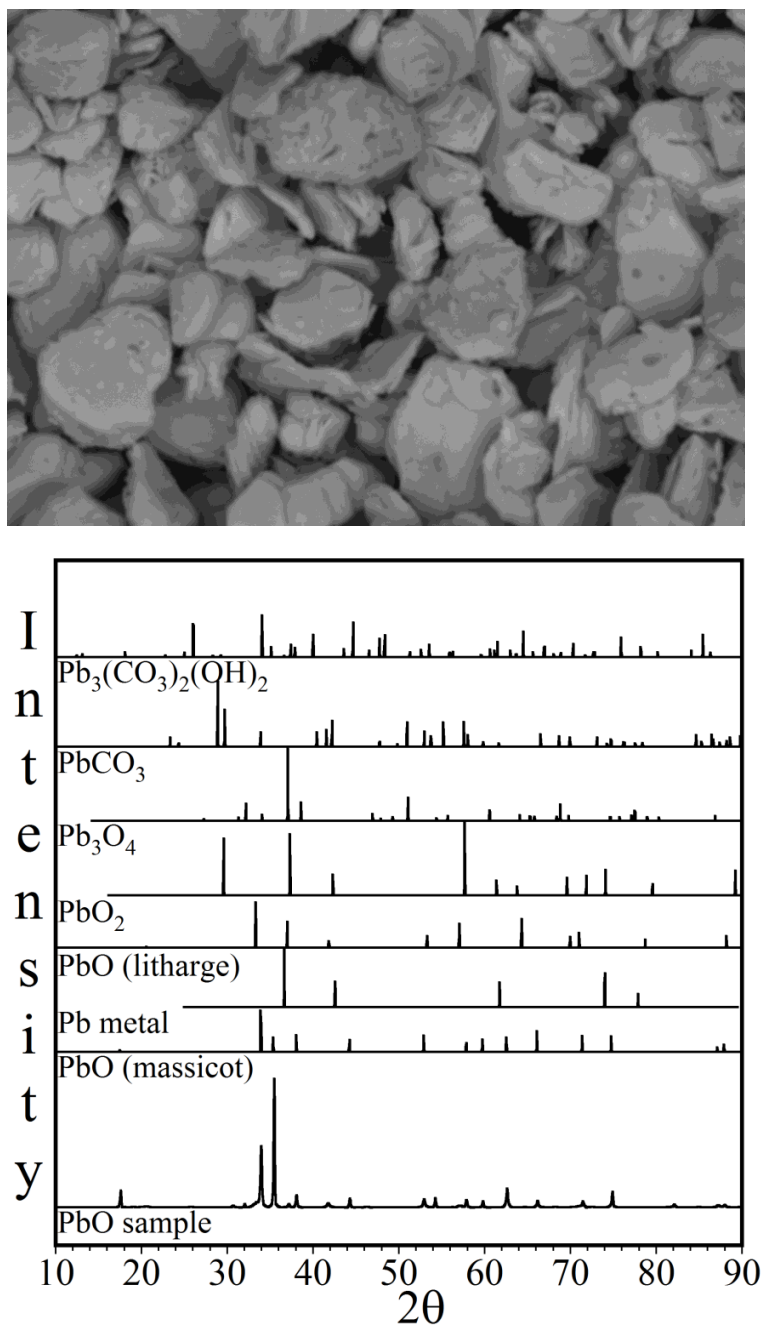 Intensity
Pb₃(CO₃)₂(OH)₂
PbCO₃
Pb₃O₄
PbO₂
PbO (litharge)
Pb metal
PbO (massicot)
PbO sample
10 20 30 40 50 60 70 80 90
2θ